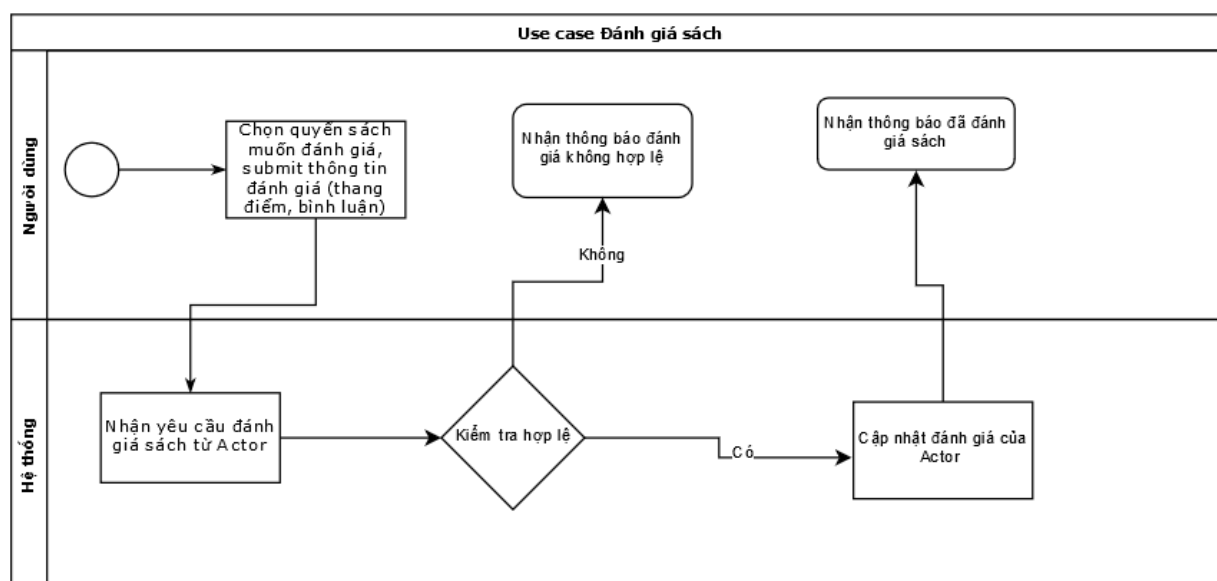 Use case Đánh giá sách
Người dùng
Chọn quyển sách
muốn đánh giá,
submit thông tin
đánh giá (thang
điểm, bình luận)
Nhận thông báo đánh
giá không hợp lệ
Nhận thông báo đã đánh
giá sách
Không
Hệ thống
Nhận yêu cầu đánh
giá sách từ Actor
Kiểm tra hợp lệ
Có
Cập nhật đánh giá của
Actor